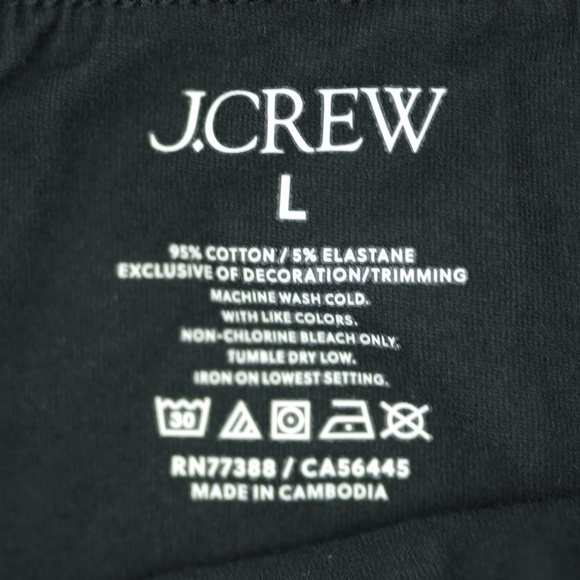 J.CREW
L
95% COTTON / 5% ELASTANE
EXCLUSIVE OF DECORATION/TRIMMING
MACHINE WASH COLD.
WITH LIKE COLORS.
NON-CHLORINE BLEACH ONLY.
TUMBLE DRY LOW.
IRON ON LOWEST SETTING.
30
RN77388 / CA56445
MADE IN CAMBODIA